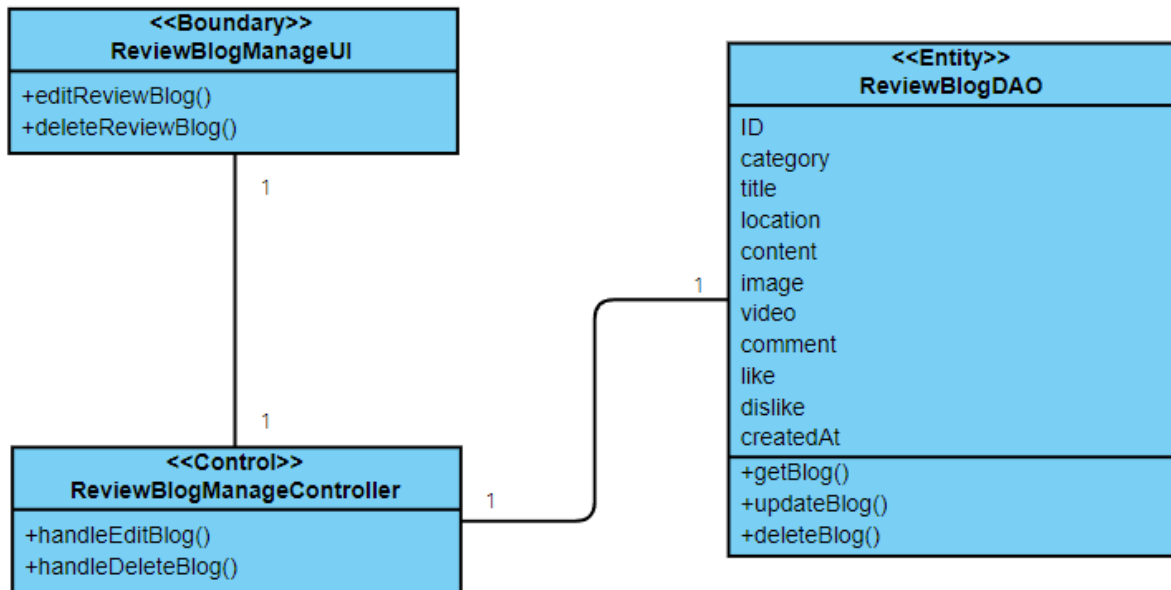 <<Boundary>>
ReviewBlogManageUI
+editReviewBlog()
+deleteReviewBlog()
1
1
<<Control>>
ReviewBlogManageController
+handleEditBlog()
+handleDeleteBlog()
1
1
<<Entity>>
ReviewBlogDAO
ID
category
title
location
content
image
video
comment
like
dislike
createdAt
+getBlog()
+updateBlog()
+deleteBlog()